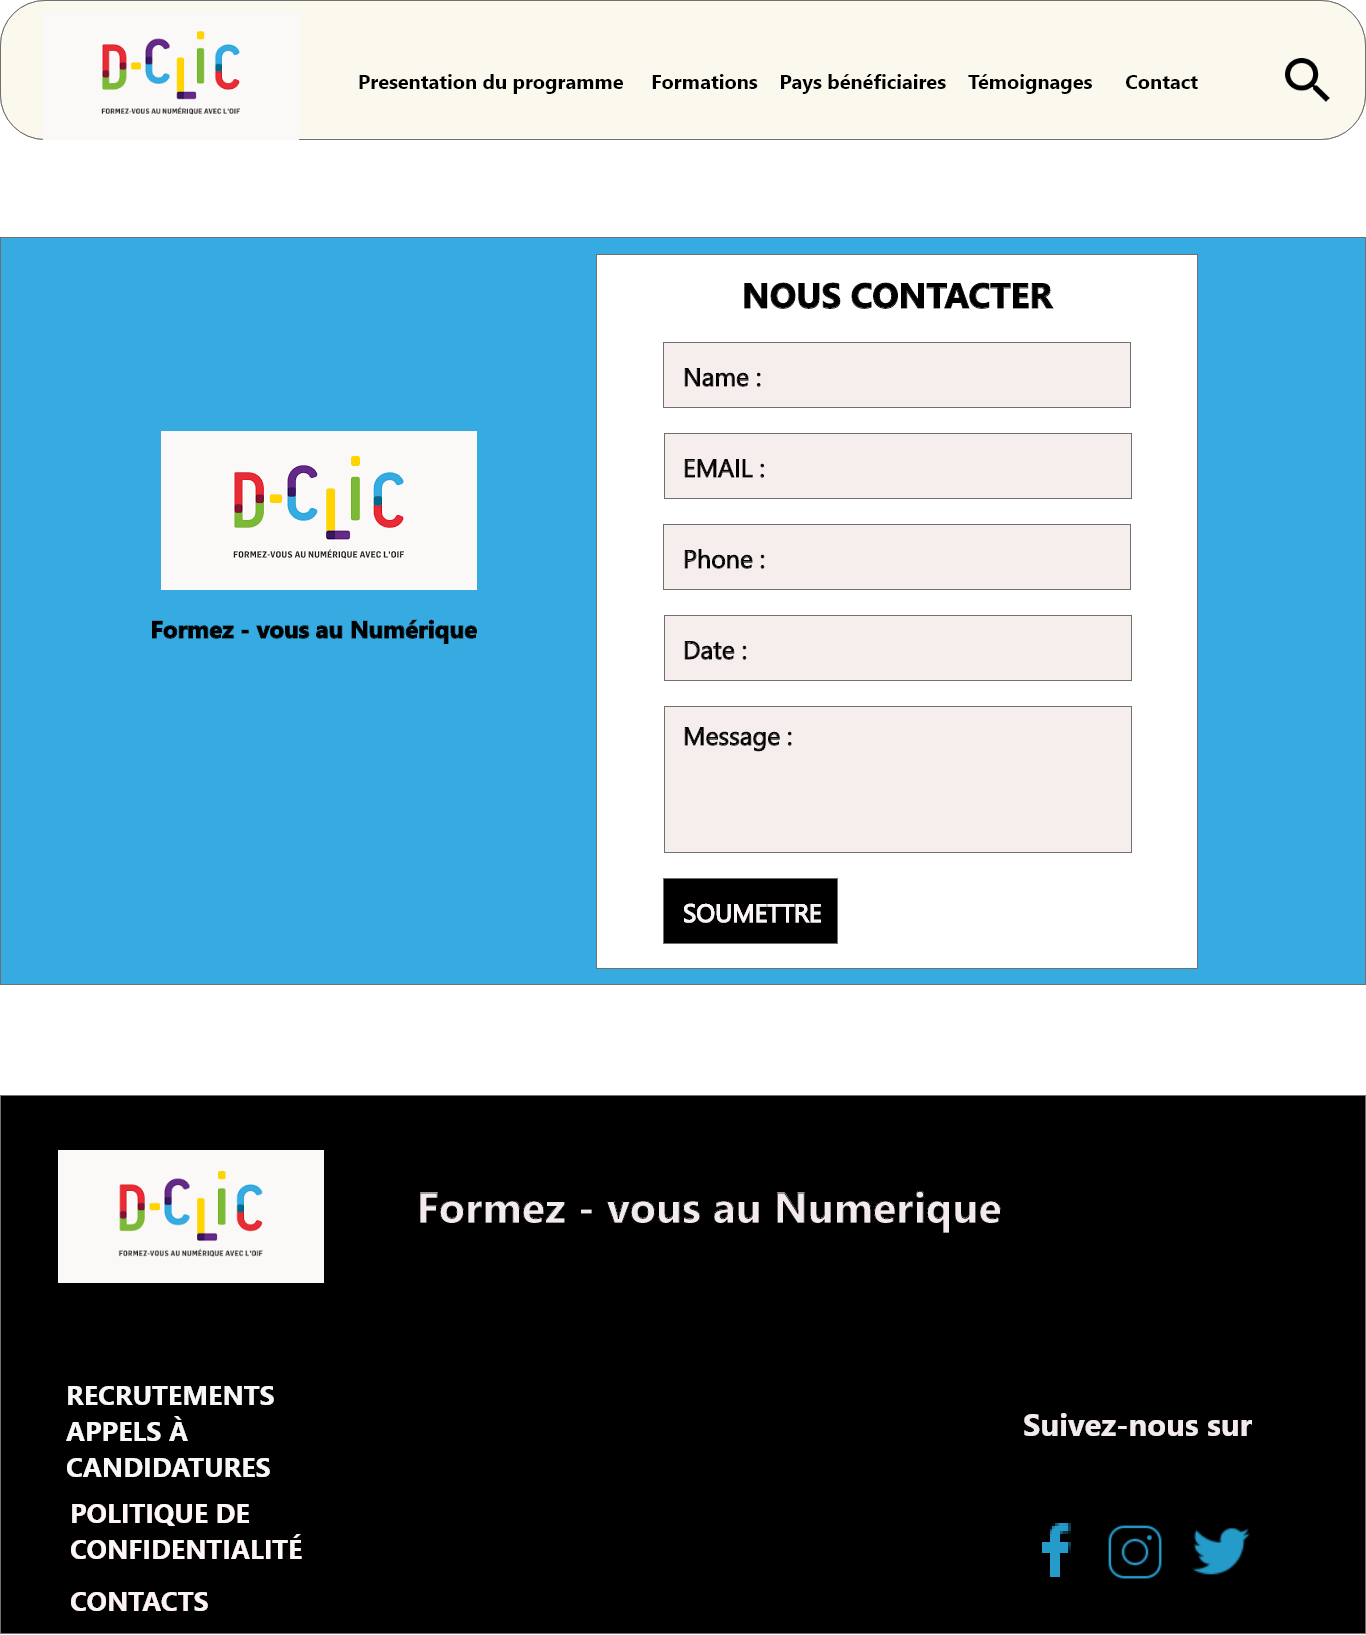 D-CLiC
FORMEZ-VOUS AU NUMÉRIQUE AVEC L'OIF
Presentation du programme Formations Pays bénéficiaires Témoignages Contact
NOUS CONTACTER
Name :
EMAIL :
Phone :
Date :
Message :
SOUMETTRE
D-CLiC
FORMEZ-VOUS AU NUMÉRIQUE AVEC L'OIF
Formez - vous au Numérique
D-CLiC
FORMEZ-VOUS AU NUMÉRIQUE AVEC L'OIF
Formez - vous au Numerique
RECRUTEMENTS
APPELS À
CANDIDATURES
POLITIQUE DE
CONFIDENTIALITÉ
CONTACTS
Suivez-nous sur